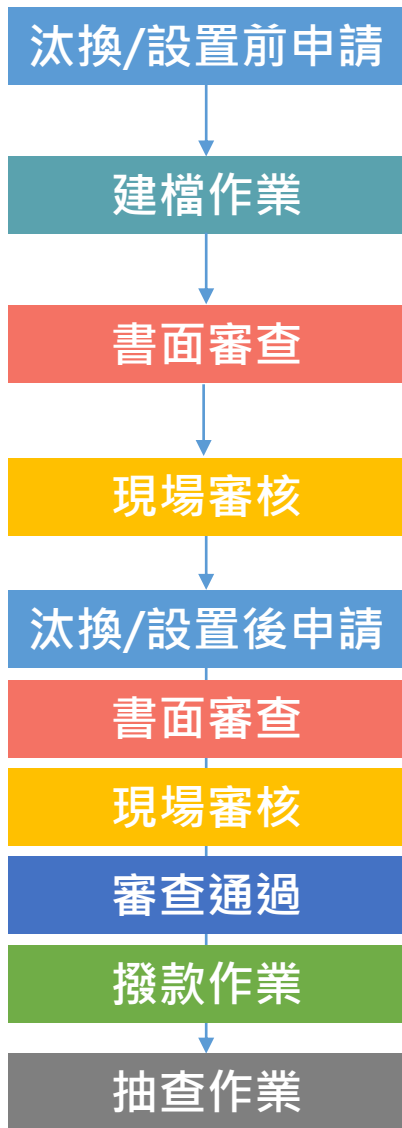 汰換/設置前申請
建檔作業
書面審查
現場審核
汰換/設置後申請
書面審查
現場審核
審查通過
撥款作業
抽查作業